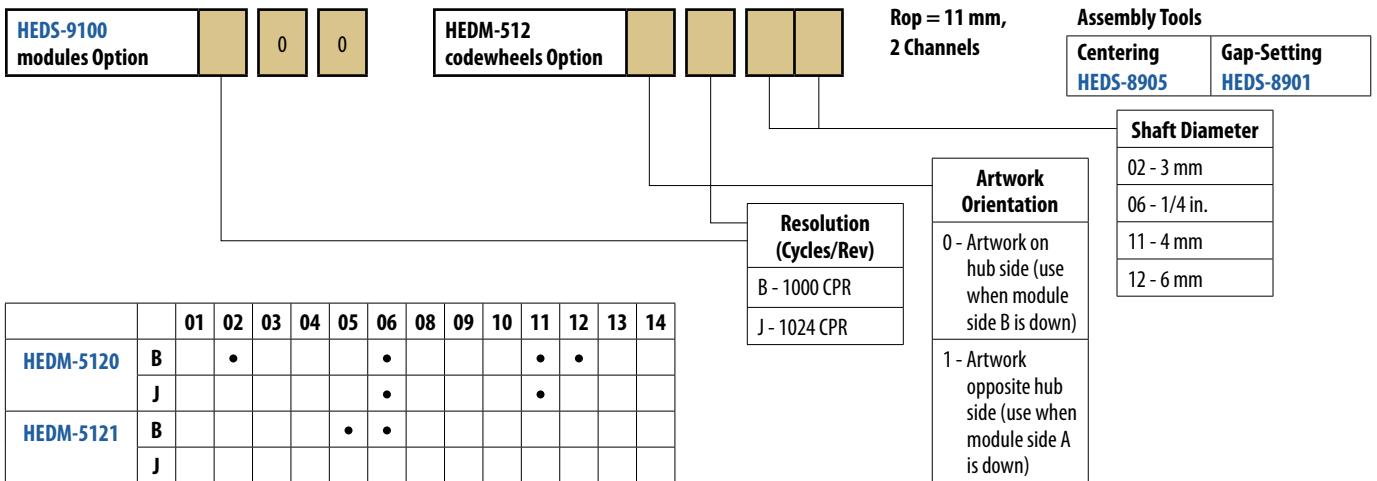 HEDS-9100
modules Option
0
0
HEDM-512
codewheels Option
Rop = 11 mm,
2 Channels
Assembly Tools
Centering
HEDS-8905
Gap-Setting
HEDS-8901
Shaft Diameter
02 - 3 mm
06 - 1/4 in.
11 - 4 mm
12 - 6 mm
Artwork
Orientation
0 - Artwork on
hub side (use
when module
side B is down)
1 - Artwork
opposite hub
side (use when
module side A
is down)
Resolution
(Cycles/Rev)
B - 1000 CPR
J - 1024 CPR
01 02 03 04 05 06 08 09 10 11 12 13 14
HEDM-5120 B • • • •
J • •
HEDM-5121 B • •
J